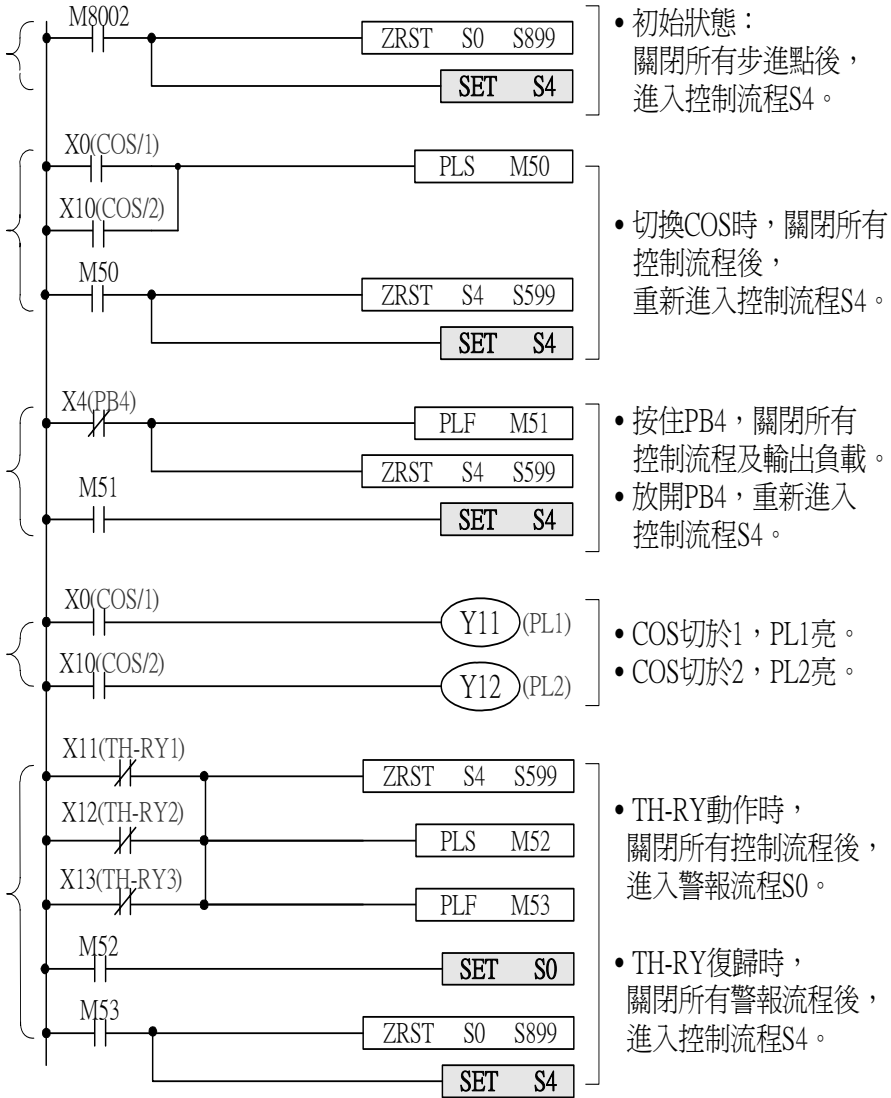 M8002
ZRST S0 S899
SET S4
• 初始狀態：
關閉所有步進點後，
進入控制流程S4。
X0(COS/1)
PLS M50
X10(COS/2)
M50
ZRST S4 S599
SET S4
• 切換COS時，關閉所有
控制流程後，
重新進入控制流程S4。
X4(PB4)
PLF M51
ZRST S4 S599
M51
SET S4
• 按住PB4，關閉所有
控制流程及輸出負載。
• 放開PB4，重新進入
控制流程S4。
X0(COS/1)
Y11 (PL1)
X10(COS/2)
Y12 (PL2)
• COS切於1，PL1亮。
• COS切於2，PL2亮。
X11(TH-RY1)
ZRST S4 S599
X12(TH-RY2)
PLS M52
X13(TH-RY3)
PLF M53
M52
SET S0
M53
ZRST S0 S899
SET S4
• TH-RY動作時，
關閉所有控制流程後，
進入警報流程S0。
• TH-RY復歸時，
關閉所有警報流程後，
進入控制流程S4。